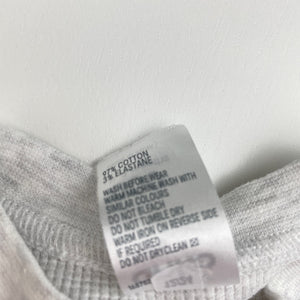 97% COTTON
3% ELASTANE
WASH BEFORE WEAR
WARM MACHINE WASH WITH
SIMILAR COLOURS
DO NOT BLEACH
DO NOT TUMBLE DRY
WARM IRON ON REVERSE SIDE
IF REQUIRED
DO NOT DRYCLEAN